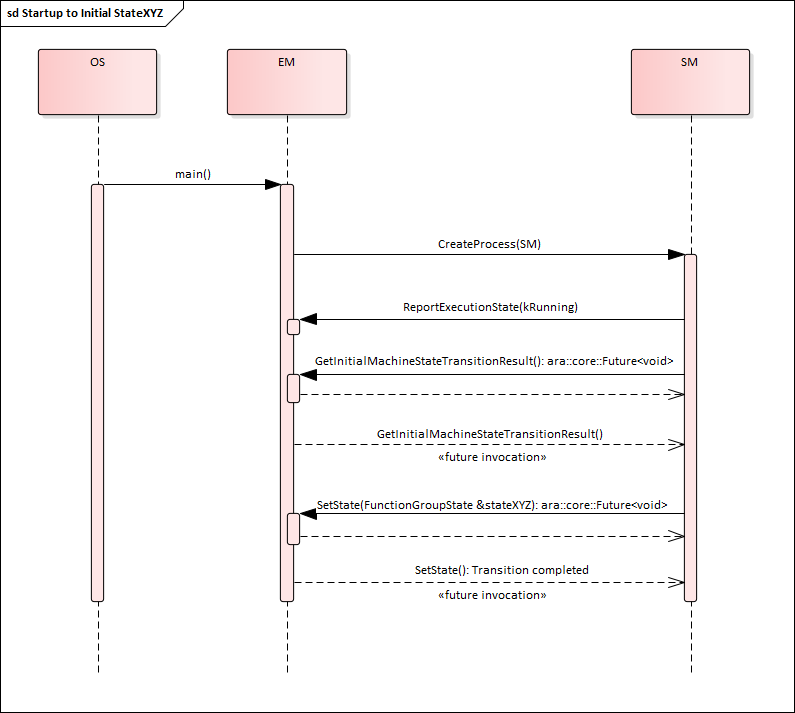 sd Startup to Initial StateXYZ
OS
EM
SM
main()
CreateProcess(SM)
ReportExecutionState(kRunning)
GetInitialMachineStateTransitionResult(): ara::core::Future<void>
GetInitialMachineStateTransitionResult()
«future invocation»
SetState(FunctionGroupState &stateXYZ): ara::core::Future<void>
SetState(): Transition completed
«future invocation»